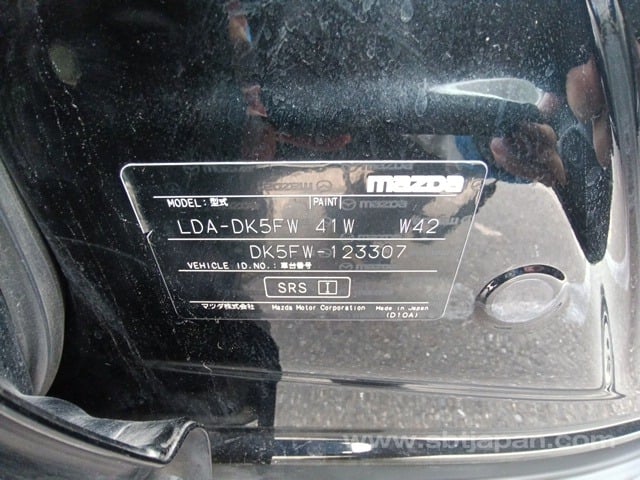 mazda
MODEL: 型式 PAINT
LDA-DK5FW 41W W42
DK5FW-123307
VEHICLE ID.NO.: 車台番号
SRS I
マツダ株式会社 Mazda Motor Corporation Made in Japan
(D10A)
www.sbtjapan.com